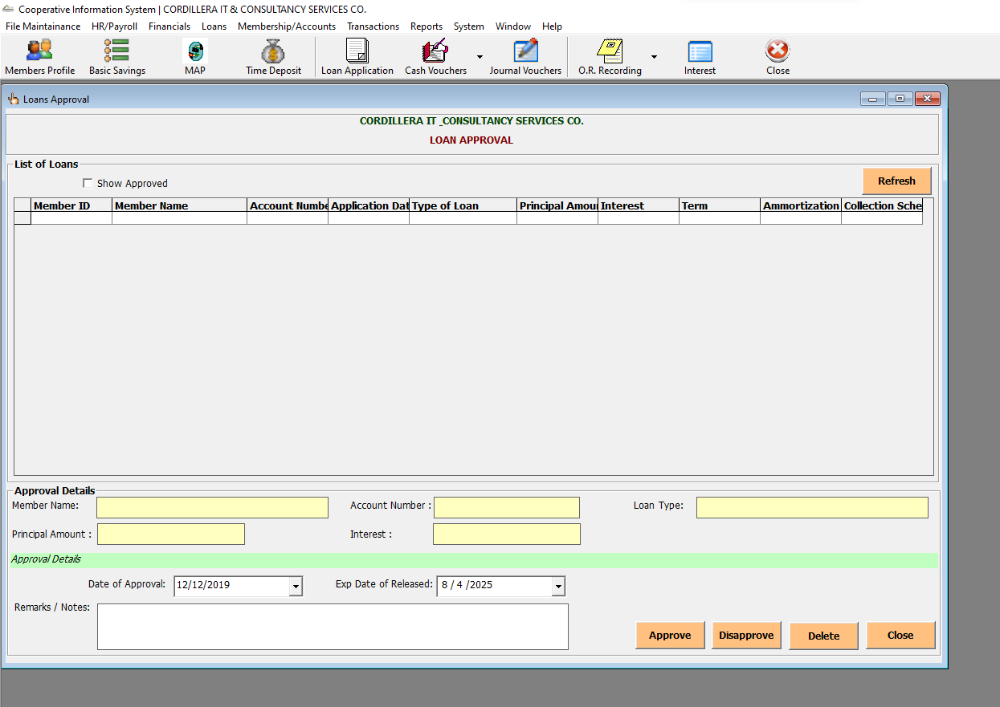 Cooperative Information System | CORDILLERA IT & CONSULTANCY SERVICES CO.
File Maintainance HR/Payroll Financials Loans Membership/Accounts Transactions Reports System Window Help
Members Profile Basic Savings MAP Time Deposit Loan Application Cash Vouchers Journal Vouchers O.R. Recording Interest Close
Loans Approval
CORDILLERA IT _CONSULTANCY SERVICES CO.
LOAN APPROVAL
List of Loans
Show Approved
Refresh
Member ID Member Name Account Numbe Application Dat Type of Loan Principal Amou Interest Term Ammortization Collection Sche
Approval Details
Member Name: Account Number : Loan Type:
Principal Amount : Interest :
Approval Details
Date of Approval: 12/12/2019 Exp Date of Released: 8 / 4 /2025
Remarks / Notes:
Approve Disapprove Delete Close